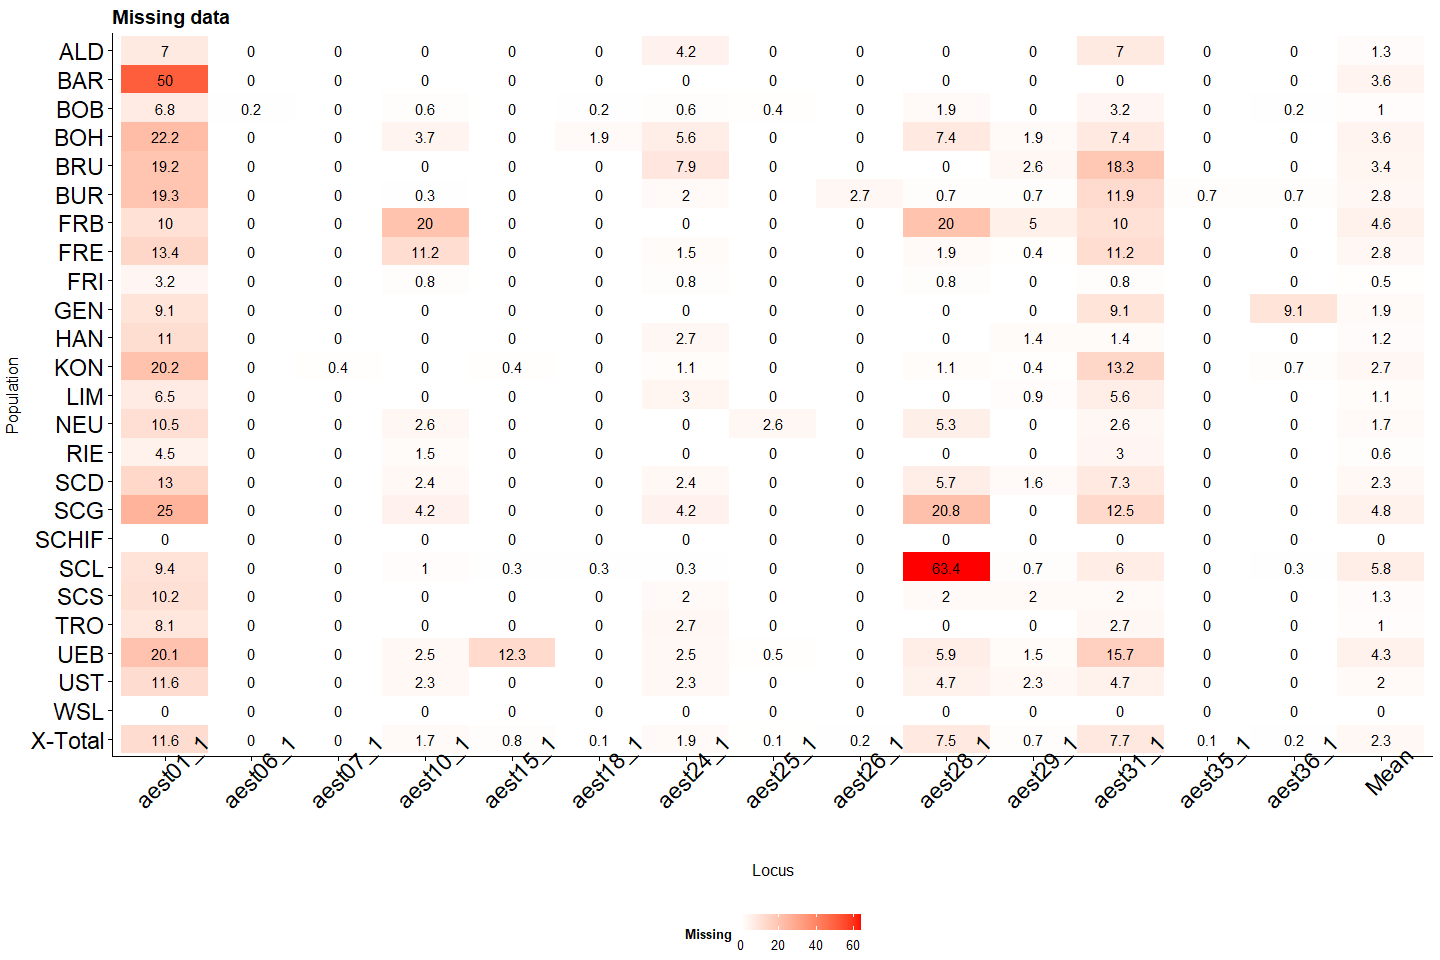 Missing data
ALD 7 0 0 0 0 0 4.2 0 0 0 0 7 0 0 1.3
BAR 50 0 0 0 0 0 0 0 0 0 0 0 0 0 3.6
BOB 6.8 0.2 0 0.6 0 0.2 0.6 0.4 0 1.9 0 3.2 0 0.2 1
BOH 22.2 0 0 3.7 0 1.9 5.6 0 0 7.4 1.9 7.4 0 0 3.6
BRU 19.2 0 0 0 0 0 7.9 0 0 0 2.6 18.3 0 0 3.4
BUR 19.3 0 0 0.3 0 0 2 0 2.7 0.7 0.7 11.9 0.7 0.7 2.8
FRB 10 0 0 20 0 0 0 0 0 20 5 10 0 0 4.6
FRE 13.4 0 0 11.2 0 0 1.5 0 0 1.9 0.4 11.2 0 0 2.8
FRI 3.2 0 0 0.8 0 0 0.8 0 0 0.8 0 0.8 0 0 0.5
GEN 9.1 0 0 0 0 0 0 0 0 0 0 9.1 0 9.1 1.9
HAN 11 0 0 0 0 0 2.7 0 0 0 1.4 1.4 0 0 1.2
KON 20.2 0 0.4 0 0.4 0 1.1 0 0 1.1 0.4 13.2 0 0.7 2.7
LIM 6.5 0 0 0 0 0 3 0 0 0 0.9 5.6 0 0 1.1
NEU 10.5 0 0 2.6 0 0 0 2.6 0 5.3 0 2.6 0 0 1.7
RIE 4.5 0 0 1.5 0 0 0 0 0 0 0 3 0 0 0.6
SCD 13 0 0 2.4 0 0 2.4 0 0 5.7 1.6 7.3 0 0 2.3
SCG 25 0 0 4.2 0 0 4.2 0 0 20.8 0 12.5 0 0 4.8
SCHIF 0 0 0 0 0 0 0 0 0 0 0 0 0 0 0
SCL 9.4 0 0 1 0.3 0.3 0.3 0 0 63.4 0.7 6 0 0.3 5.8
SCS 10.2 0 0 0 0 0 2 0 0 2 2 2 0 0 1.3
TRO 8.1 0 0 0 0 0 2.7 0 0 0 0 2.7 0 0 1
UEB 20.1 0 0 2.5 12.3 0 2.5 0.5 0 5.9 1.5 15.7 0 0 4.3
UST 11.6 0 0 2.3 0 0 2.3 0 0 4.7 2.3 4.7 0 0 2
WSL 0 0 0 0 0 0 0 0 0 0 0 0 0 0 0
X-Total 11.6 0 0 1.7 0.8 0.1 1.9 0.1 0.2 7.5 0.7 7.7 0.1 0.2 2.3
aest01_1 aest06_1 aest07_1 aest10_1 aest15_1 aest18_1 aest24_1 aest25_1 aest26_1 aest28_1 aest29_1 aest31_1 aest35_1 aest36_1 Mean
Population
Locus
Missing
0 20 40 60